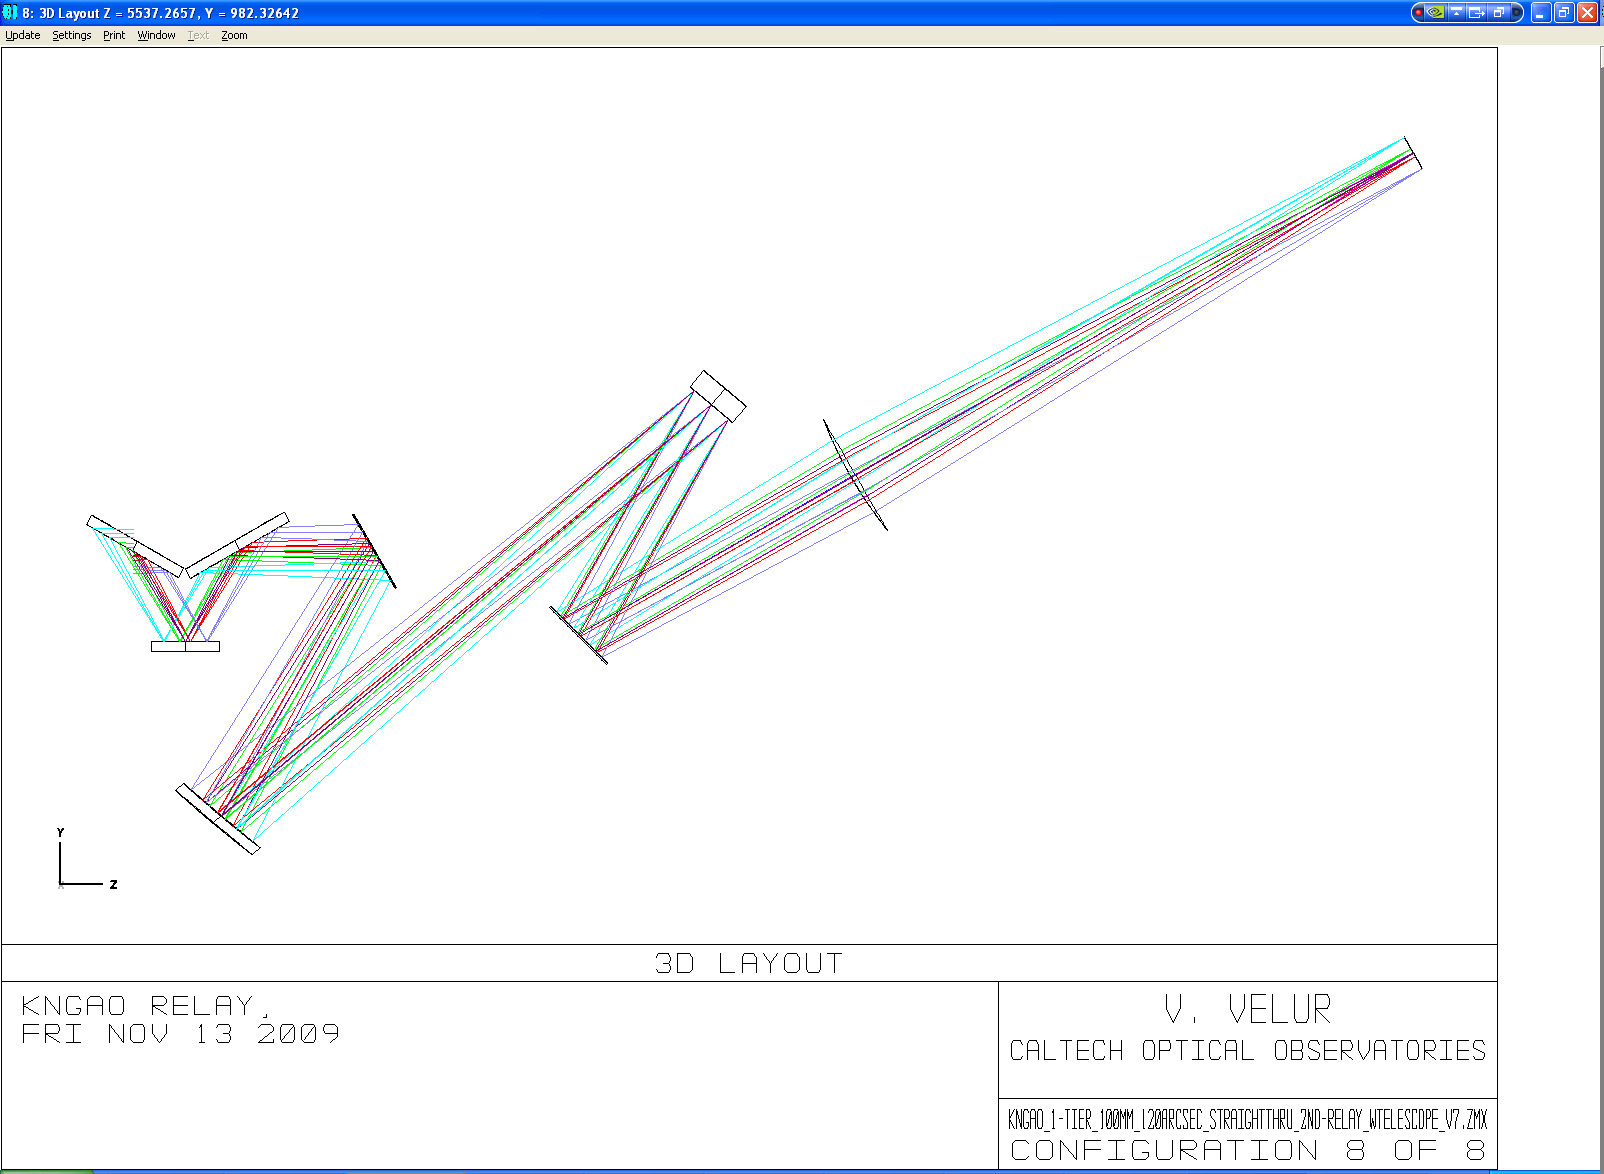 8: 3D Layout Z = 5537.2657, Y = 982.32642
Update Settings Print Window Text Zoom
Y
Z
3D LAYOUT
KNGAO RELAY,
FRI NOV 13 2009
V. VELUR
CALTECH OPTICAL OBSERVATORIES
KNGAO_1-TIER_100MM_120ARCSEC_STRAIGHTTHRU_2ND-RELAY_WTELESCOPE_V7.ZMX
CONFIGURATION 8 OF 8